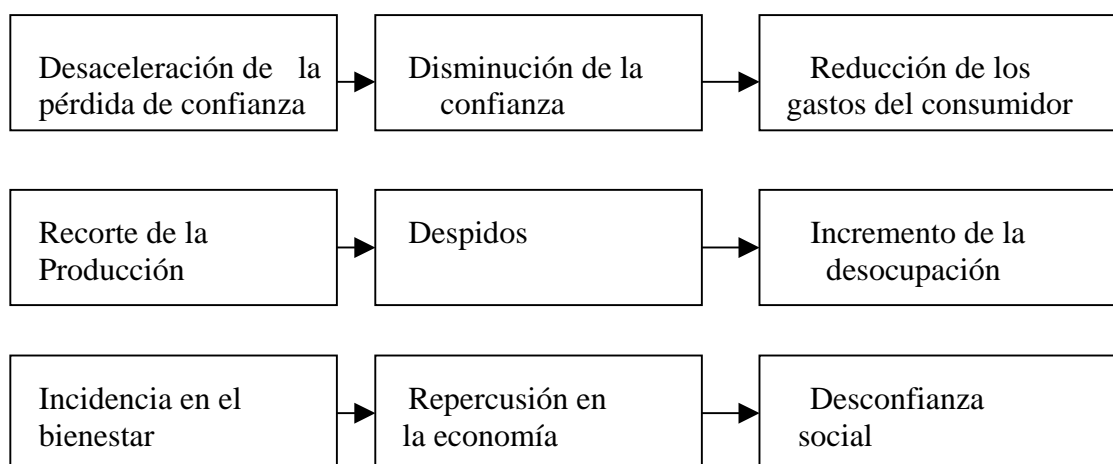 Desaceleración de la
pérdida de confianza
Disminución de la
confianza
Reducción de los
gastos del consumidor
Recorte de la
Producción
Despidos
Incremento de la
desocupación
Incidencia en el
bienestar
Repercusión en
la economía
Desconfianza
social